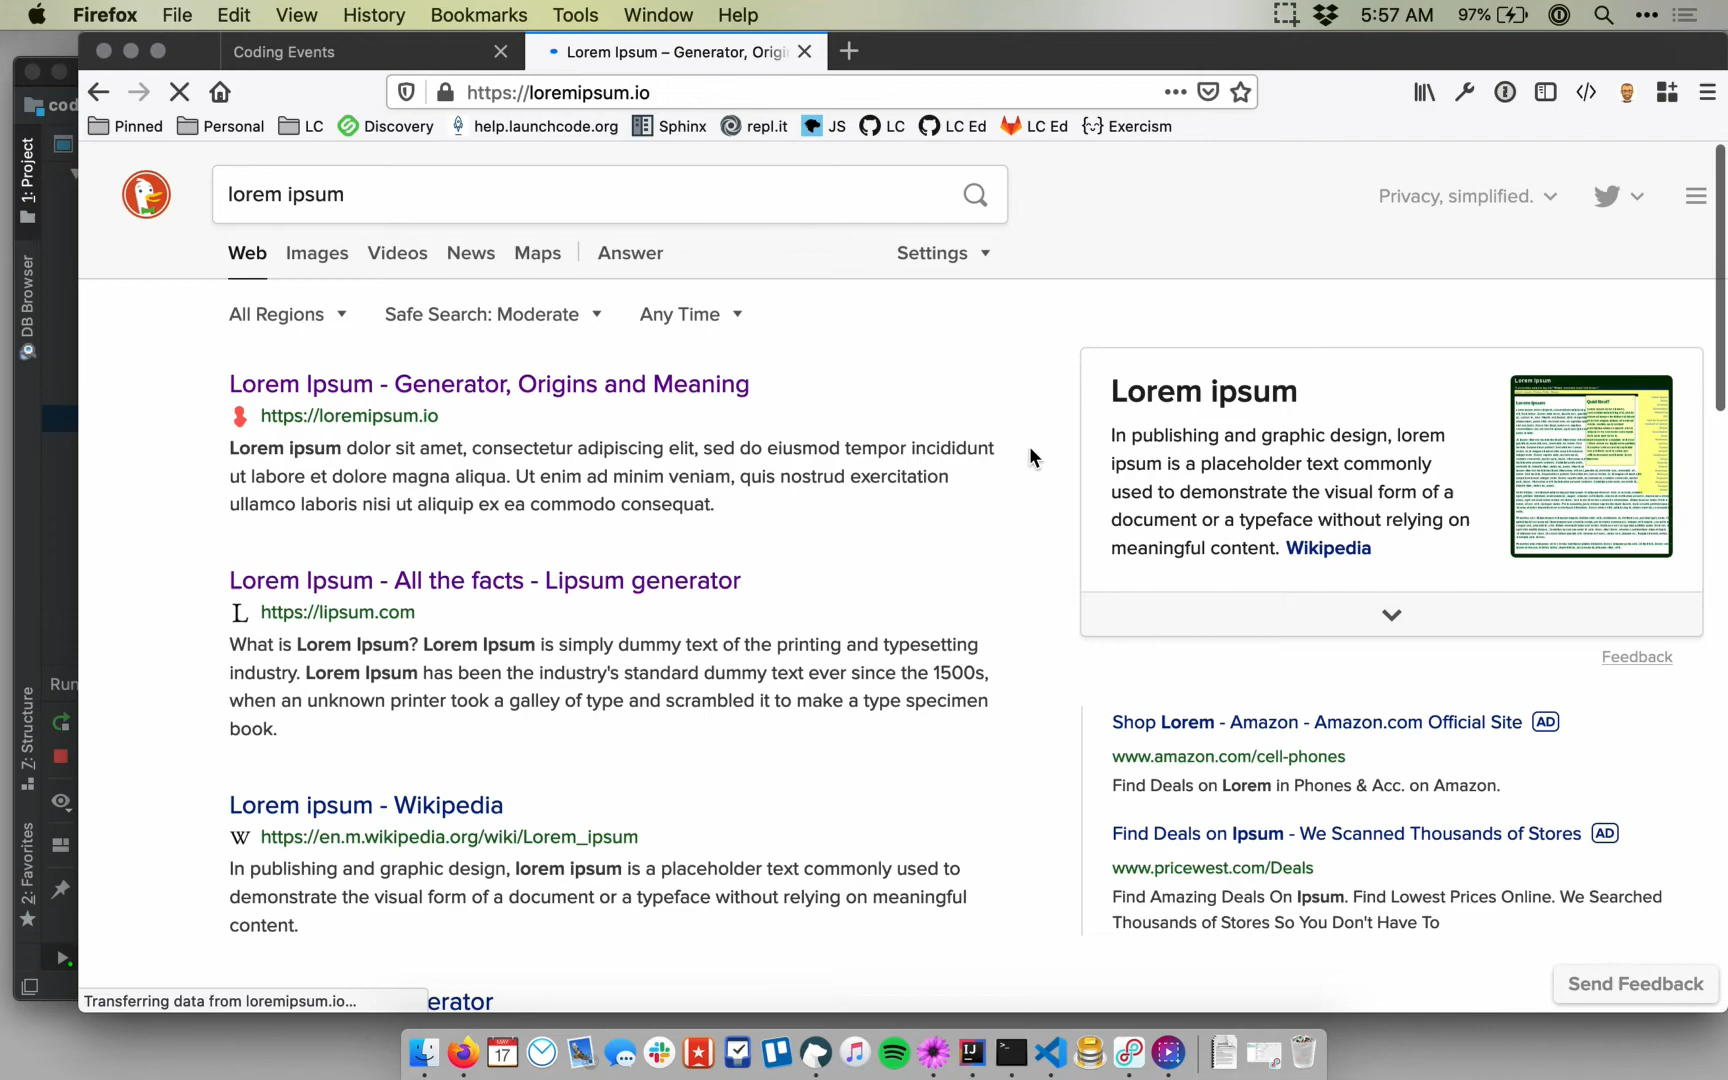 Firefox File Edit View History Bookmarks Tools Window Help 5:57 AM 97%
Coding Events
Lorem Ipsum – Generator, Origi
cod
https://loremipsum.io
Pinned Personal LC Discovery help.launchcode.org Sphinx repl.it JS LC LC Ed LC Ed Exercism
1: Project
DB Browser
7: Structure
2: Favorites
Run
lorem ipsum
Privacy, simplified.
Web Images Videos News Maps Answer Settings
All Regions Safe Search: Moderate Any Time
Lorem Ipsum - Generator, Origins and Meaning
https://loremipsum.io
Lorem ipsum dolor sit amet, consectetur adipiscing elit, sed do eiusmod tempor incididunt
ut labore et dolore magna aliqua. Ut enim ad minim veniam, quis nostrud exercitation
ullamco laboris nisi ut aliquip ex ea commodo consequat.
Lorem Ipsum - All the facts - Lipsum generator
L https://lipsum.com
What is Lorem Ipsum? Lorem Ipsum is simply dummy text of the printing and typesetting
industry. Lorem Ipsum has been the industry's standard dummy text ever since the 1500s,
when an unknown printer took a galley of type and scrambled it to make a type specimen
book.
Lorem ipsum - Wikipedia
W https://en.m.wikipedia.org/wiki/Lorem_ipsum
In publishing and graphic design, lorem ipsum is a placeholder text commonly used to
demonstrate the visual form of a document or a typeface without relying on meaningful
content.
erator
Transferring data from loremipsum.io...
Lorem ipsum
In publishing and graphic design, lorem
ipsum is a placeholder text commonly
used to demonstrate the visual form of a
document or a typeface without relying on
meaningful content. Wikipedia
Feedback
Shop Lorem - Amazon - Amazon.com Official Site AD
www.amazon.com/cell-phones
Find Deals on Lorem in Phones & Acc. on Amazon.
Find Deals on Ipsum - We Scanned Thousands of Stores AD
www.pricewest.com/Deals
Find Amazing Deals On Ipsum. Find Lowest Prices Online. We Searched
Thousands of Stores So You Don't Have To
Send Feedback
MAY
17
IJ